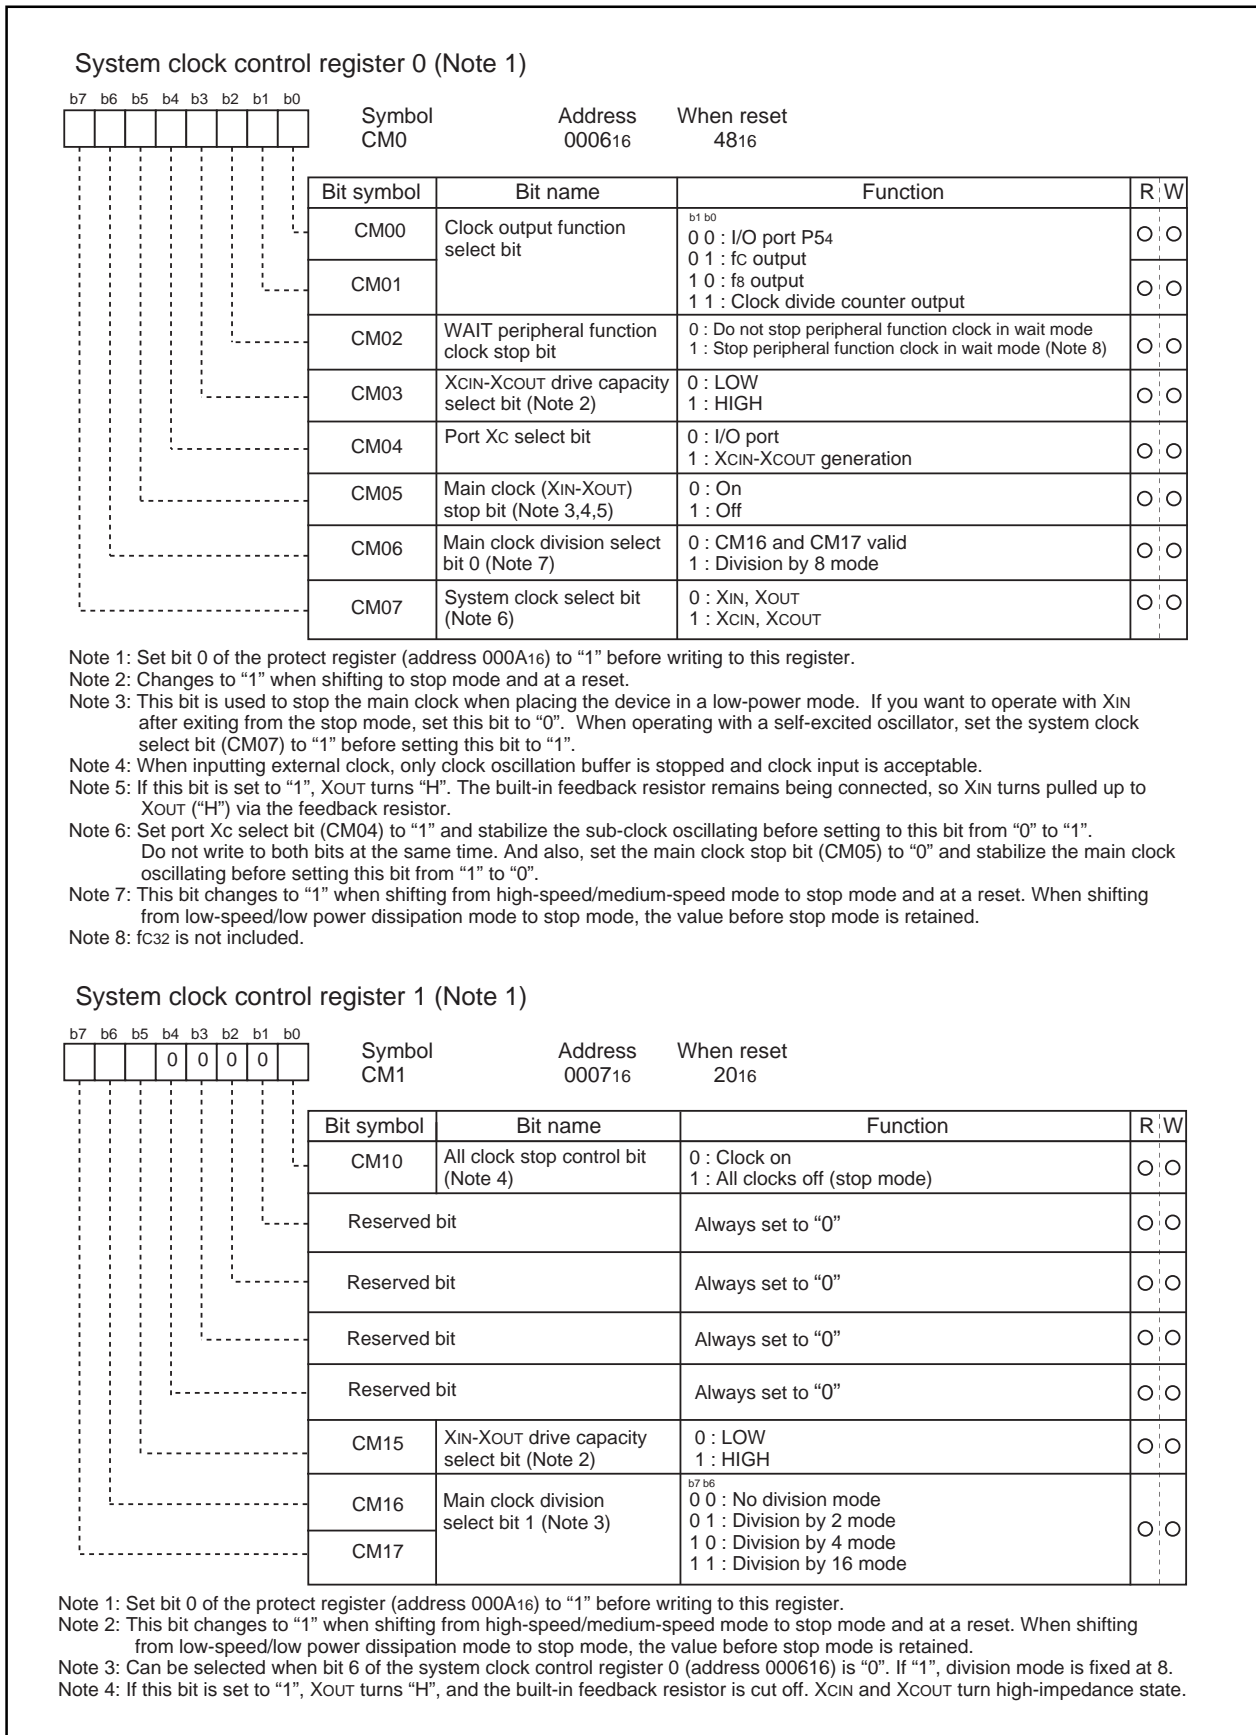 System clock control register 0 (Note 1)
b7 b6 b5 b4 b3 b2 b1 b0
Symbol Address When reset
CM0 000616 4816
Bit symbol Bit name Function R W
CM00 Clock output function select bit
b1 b0
0 0 : I/O port P54
0 1 : fC output
CM01
1 0 : f8 output
1 1 : Clock divide counter output
CM02 WAIT peripheral function clock stop bit
0 : Do not stop peripheral function clock in wait mode
1 : Stop peripheral function clock in wait mode (Note 8)
CM03 XCIN-XCOUT drive capacity select bit (Note 2)
0 : LOW
1 : HIGH
CM04 Port XC select bit
0 : I/O port
1 : XCIN-XCOUT generation
CM05 Main clock (XIN-XOUT) stop bit (Note 3,4,5)
0 : On
1 : Off
CM06 Main clock division select bit 0 (Note 7)
0 : CM16 and CM17 valid
1 : Division by 8 mode
CM07 System clock select bit (Note 6)
0 : XIN, XOUT
1 : XCIN, XCOUT
Note 1: Set bit 0 of the protect register (address 000A16) to “1” before writing to this register.
Note 2: Changes to “1” when shifting to stop mode and at a reset.
Note 3: This bit is used to stop the main clock when placing the device in a low-power mode. If you want to operate with XIN
after exiting from the stop mode, set this bit to “0”. When operating with a self-excited oscillator, set the system clock
select bit (CM07) to “1” before setting this bit to “1”.
Note 4: When inputting external clock, only clock oscillation buffer is stopped and clock input is acceptable.
Note 5: If this bit is set to “1”, XOUT turns “H”. The built-in feedback resistor remains being connected, so XIN turns pulled up to
XOUT (“H”) via the feedback resistor.
Note 6: Set port Xc select bit (CM04) to “1” and stabilize the sub-clock oscillating before setting to this bit from “0” to “1”.
Do not write to both bits at the same time. And also, set the main clock stop bit (CM05) to “0” and stabilize the main clock
oscillating before setting this bit from “1” to “0”.
Note 7: This bit changes to “1” when shifting from high-speed/medium-speed mode to stop mode and at a reset. When shifting
from low-speed/low power dissipation mode to stop mode, the value before stop mode is retained.
Note 8: fC32 is not included.
System clock control register 1 (Note 1)
b7 b6 b5 b4 b3 b2 b1 b0
0 0 0 0
Symbol Address When reset
CM1 000716 2016
Bit symbol Bit name Function R W
CM10 All clock stop control bit (Note 4)
0 : Clock on
1 : All clocks off (stop mode)
Reserved bit Always set to “0”
Reserved bit Always set to “0”
Reserved bit Always set to “0”
Reserved bit Always set to “0”
CM15 XIN-XOUT drive capacity select bit (Note 2)
0 : LOW
1 : HIGH
CM16 Main clock division select bit 1 (Note 3)
b7 b6
0 0 : No division mode
0 1 : Division by 2 mode
CM17
1 0 : Division by 4 mode
1 1 : Division by 16 mode
Note 1: Set bit 0 of the protect register (address 000A16) to “1” before writing to this register.
Note 2: This bit changes to “1” when shifting from high-speed/medium-speed mode to stop mode and at a reset. When shifting
from low-speed/low power dissipation mode to stop mode, the value before stop mode is retained.
Note 3: Can be selected when bit 6 of the system clock control register 0 (address 000616) is “0”. If “1”, division mode is fixed at 8.
Note 4: If this bit is set to “1”, XOUT turns “H”, and the built-in feedback resistor is cut off. XCIN and XCOUT turn high-impedance state.